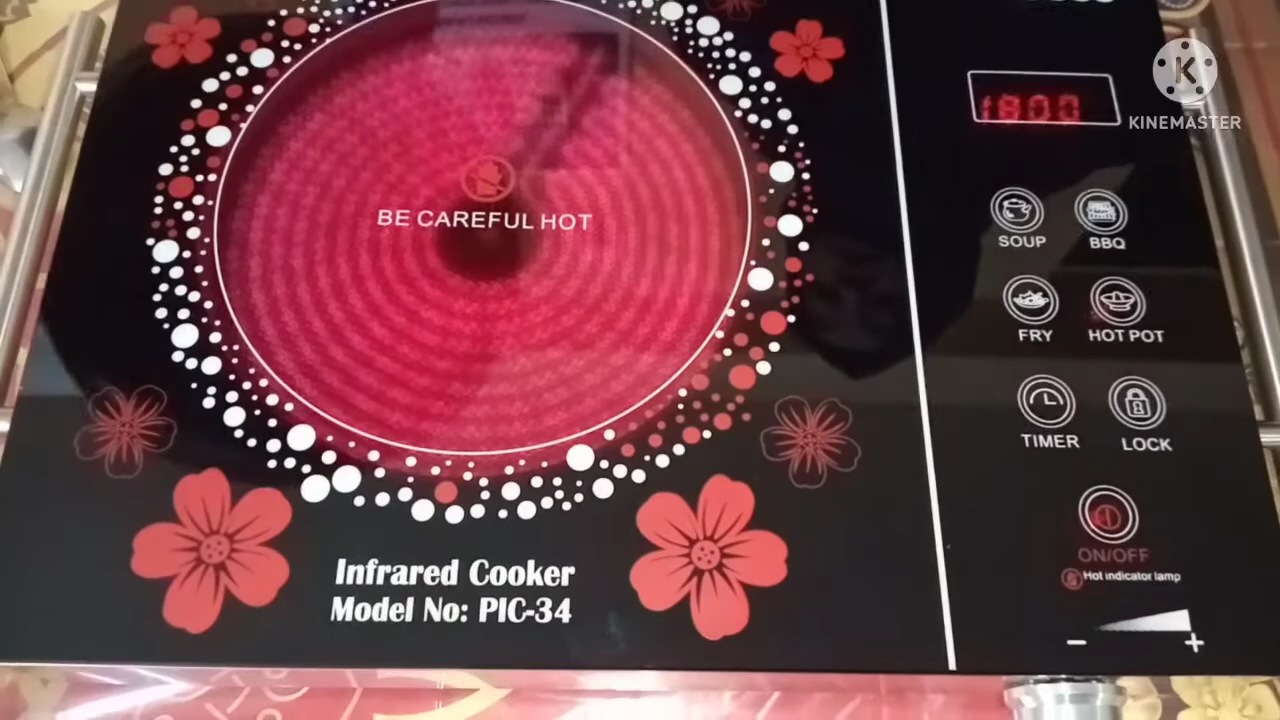 BE CAREFUL HOT
Infrared Cooker
Model No: PIC-34
1800
K
KINEMASTER
SOUP
BBQ
FRY
HOT POT
TIMER
LOCK
ON/OFF
Hot indicator lamp
- +